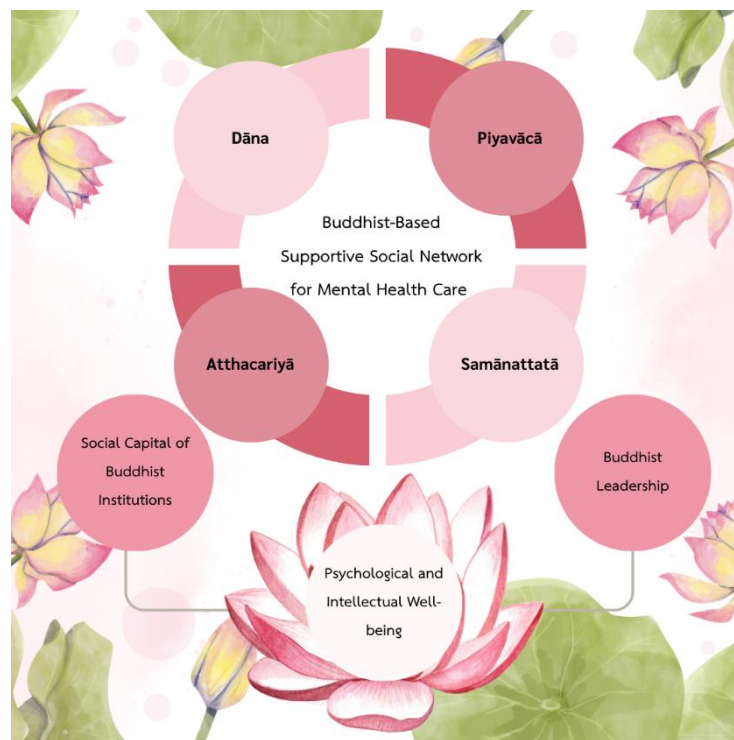 Dāna
Piyavācā
Buddhist-Based
Supportive Social Network
for Mental Health Care
Atthacariyā
Samānattatā
Social Capital of
Buddhist
Institutions
Buddhist
Leadership
Psychological and
Intellectual Well-
being